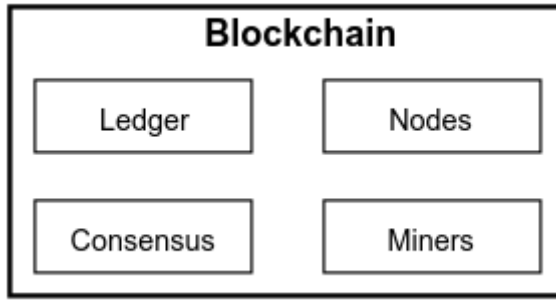 Blockchain
Ledger
Nodes
Consensus
Miners